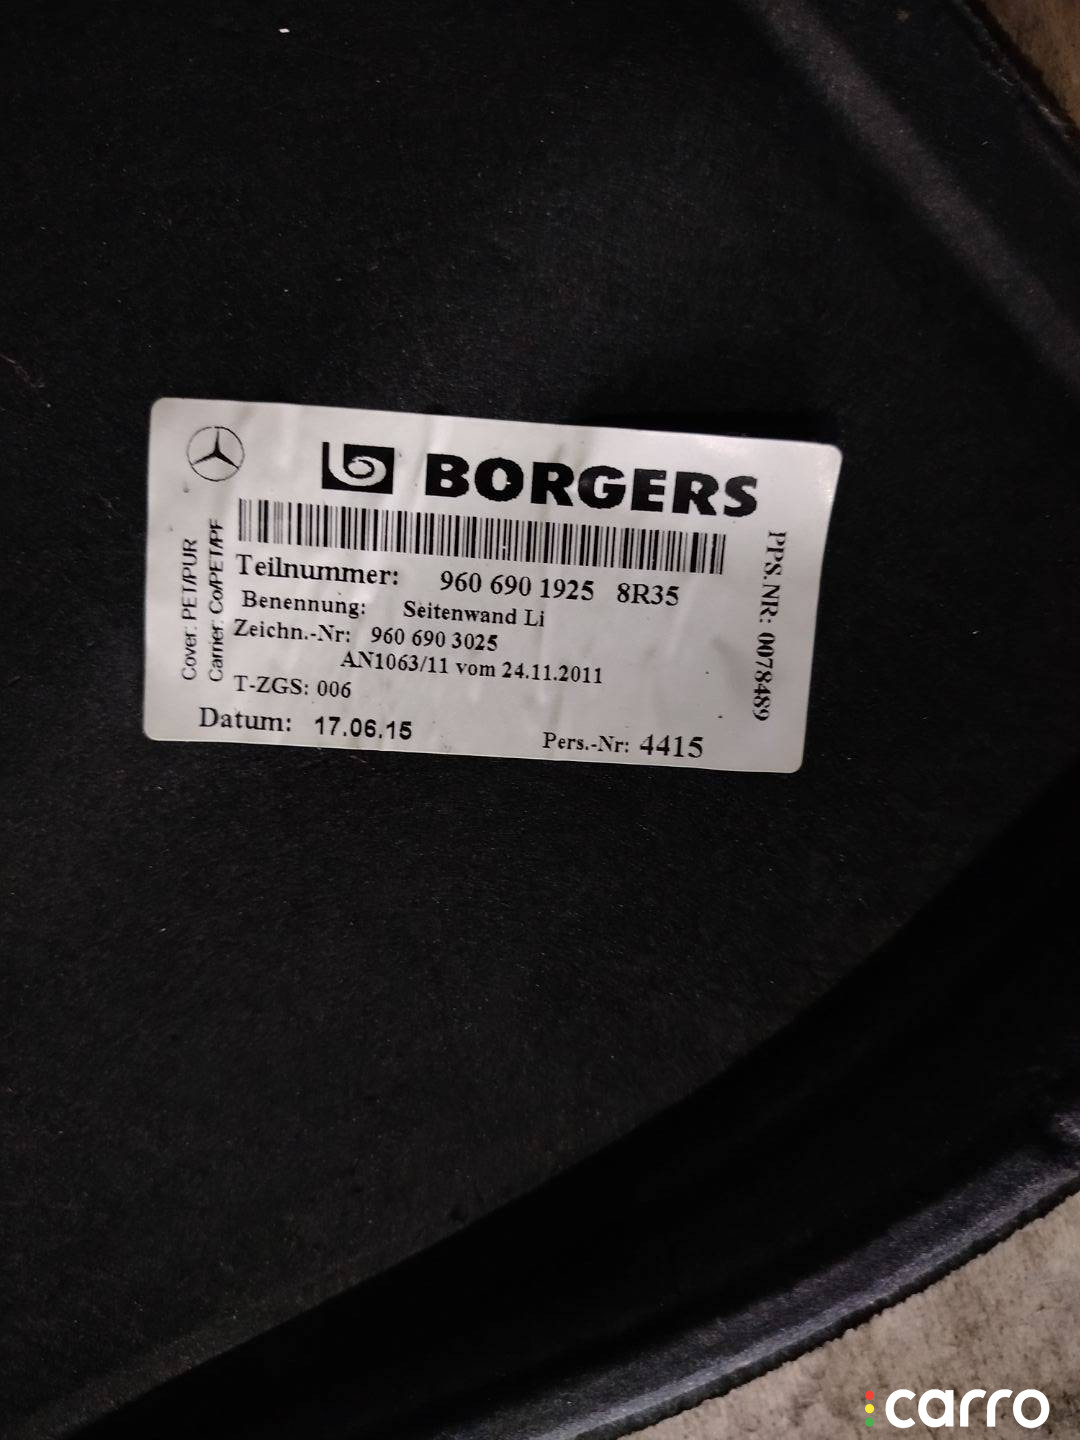 BORGERS
Teilnummer: 960 690 1925 8R35
Benennung: Seitenwand Li
Zeichn.-Nr: 960 690 3025
AN1063/11 vom 24.11.2011
T-ZGS: 006
Datum: 17.06.15
Pers.-Nr: 4415
Cover: PET/PUR
Carrier: Co/PET/PF
PPS.NR: 0078489
carro